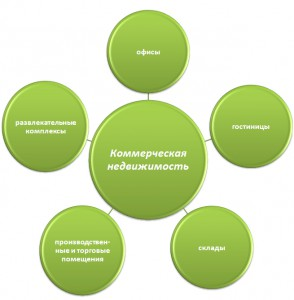 офисы
развлекательные
комплексы
гостиницы
Коммерческая
недвижимость
производствен-
ные и торговые
помещения
склады